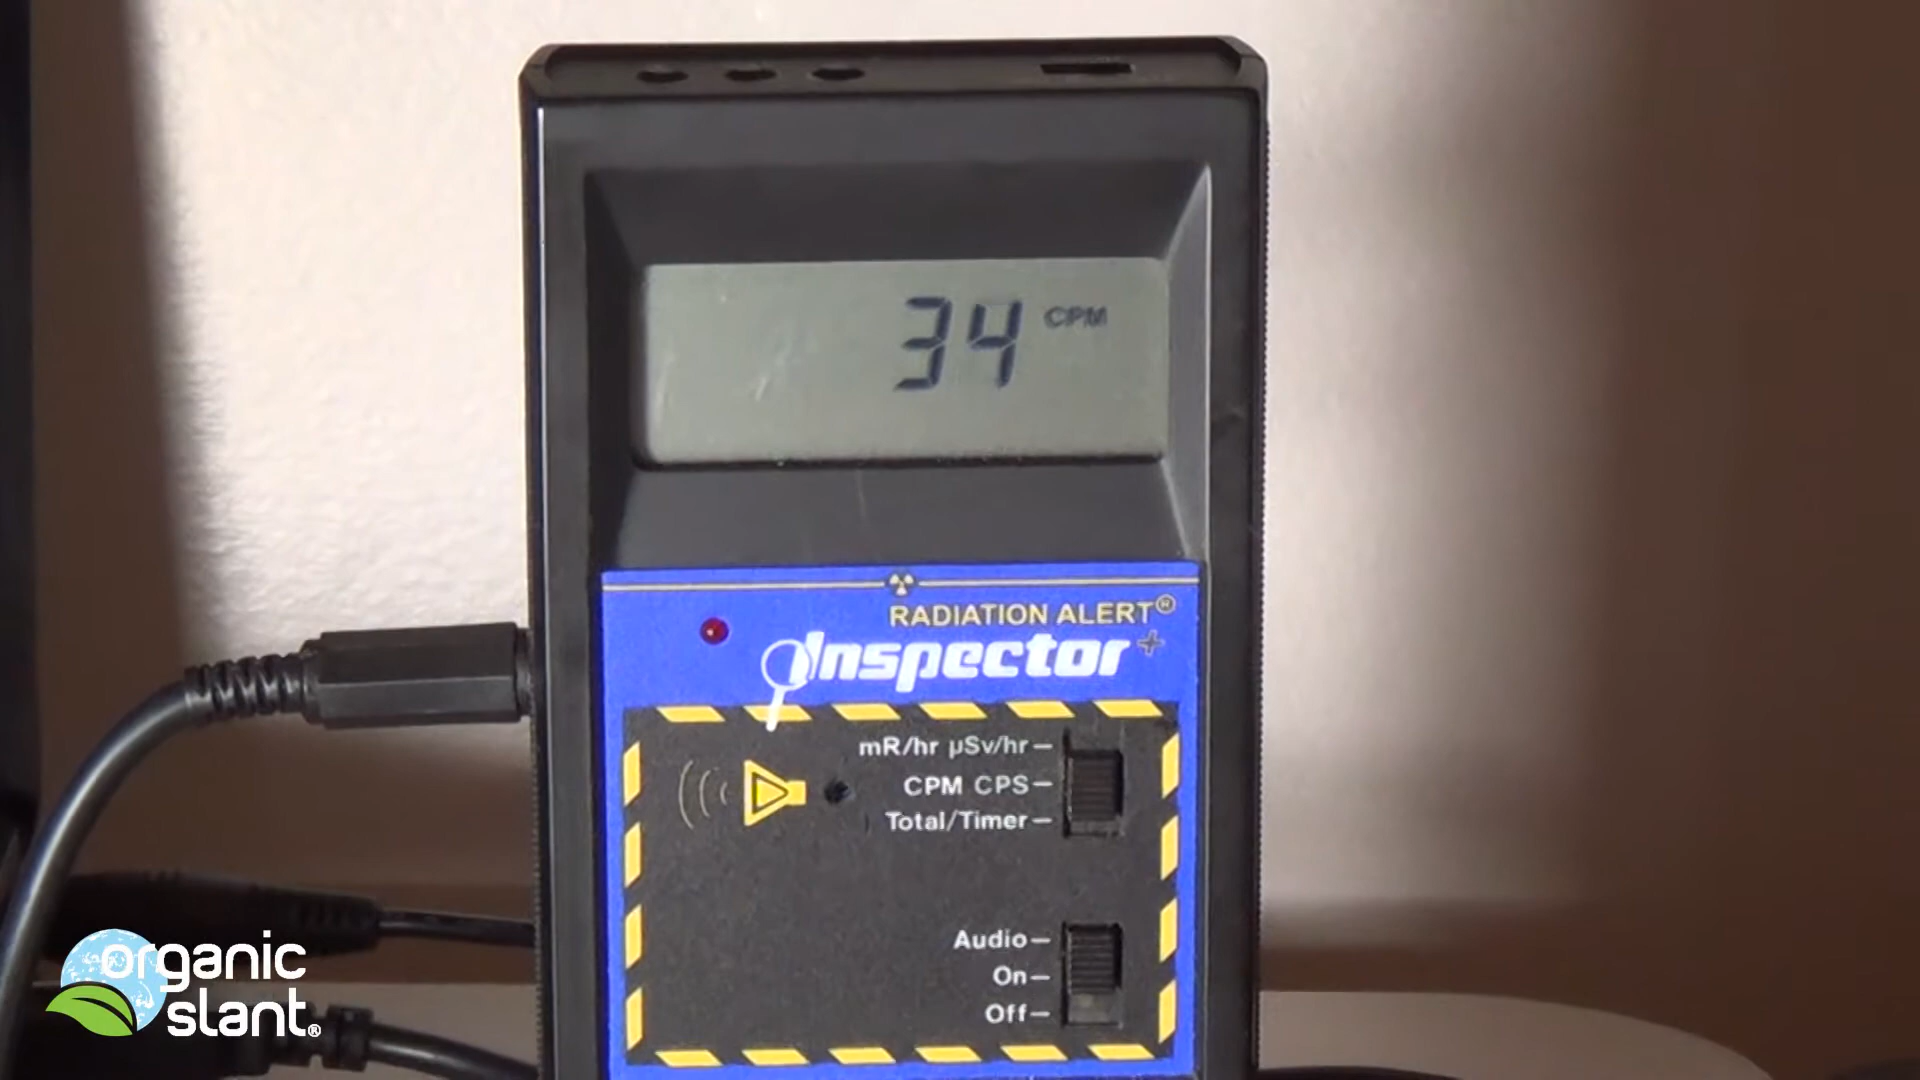 34 CPM
RADIATION ALERT®
Inspector+
mR/hr µSv/hr
CPM CPS
Total/Timer
Audio
On
Off
organic
slant®